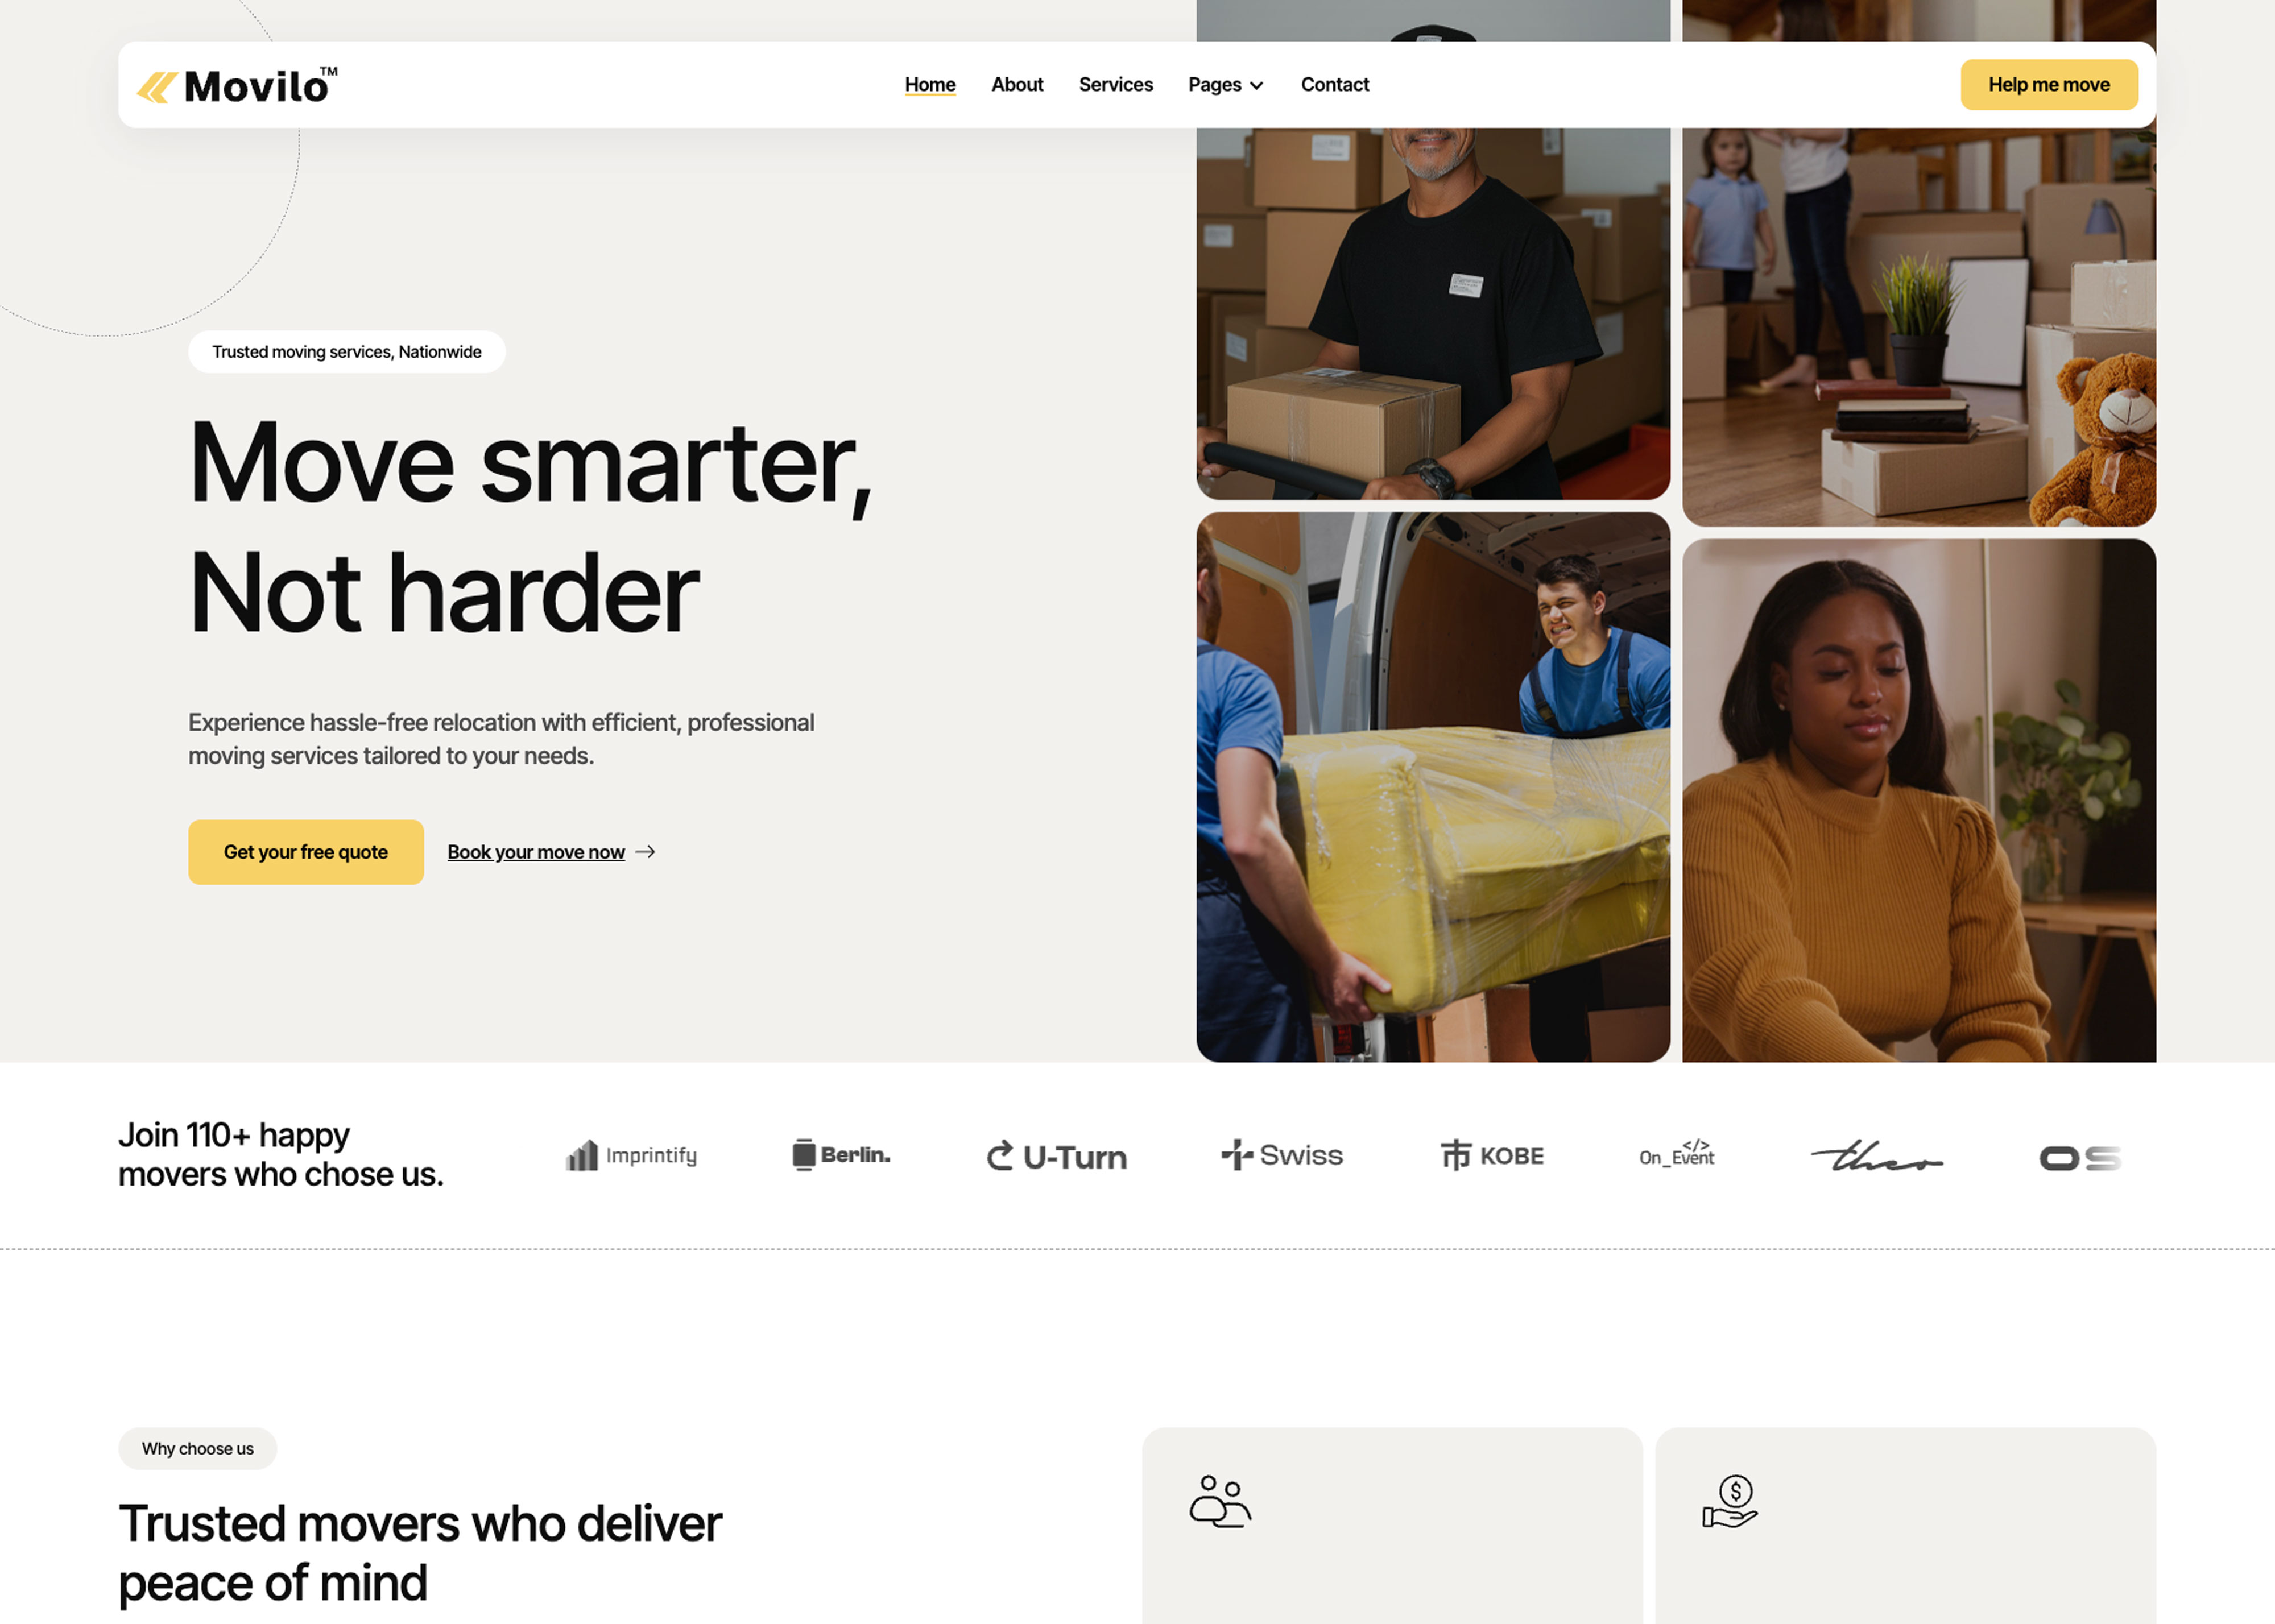 Movilo™
Home
About
Services
Pages
Contact
Help me move
Trusted moving services, Nationwide
Move smarter,
Not harder
Experience hassle-free relocation with efficient, professional
moving services tailored to your needs.
Get your free quote
Book your move now
Join 110+ happy
movers who chose us.
Imprintify
Berlin.
U-Turn
Swiss
市 KOBE
</>
On_Event
theo
OS
Why choose us
$
Trusted movers who deliver
peace of mind